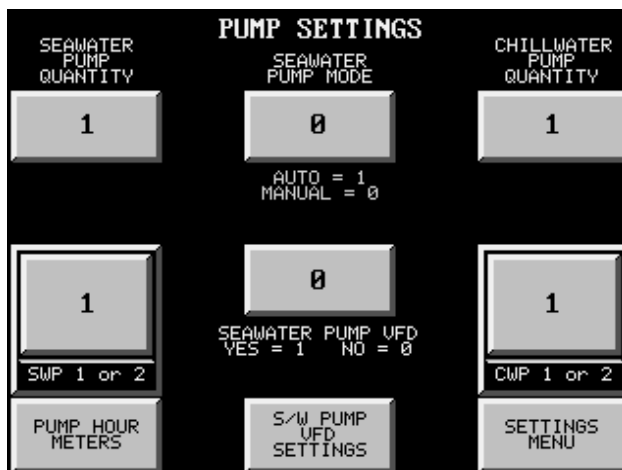 PUMP SETTINGS
SEAWATER
PUMP
QUANTITY
1
SEAWATER
PUMP MODE
0
AUTO = 1
MANUAL = 0
CHILLWATER
PUMP
QUANTITY
1
1
SWP 1 or 2
0
SEAWATER PUMP VFD
YES = 1 NO = 0
1
CWP 1 or 2
PUMP HOUR
METERS
S/W PUMP
VFD
SETTINGS
SETTINGS
MENU